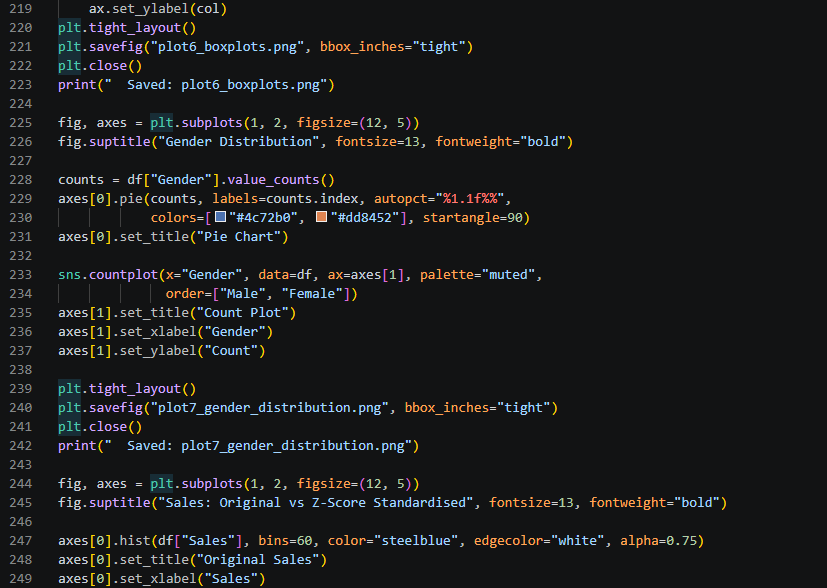 219 ax.set_ylabel(col)
220 plt.tight_layout()
221 plt.savefig("plot6_boxplots.png", bbox_inches="tight")
222 plt.close()
223 print("  Saved: plot6_boxplots.png")
224
225 fig, axes = plt.subplots(1, 2, figsize=(12, 5))
226 fig.suptitle("Gender Distribution", fontsize=13, fontweight="bold")
227
228 counts = df["Gender"].value_counts()
229 axes[0].pie(counts, labels=counts.index, autopct="%1.1f%%",
230 colors=["#4c72b0", "#dd8452"], startangle=90)
231 axes[0].set_title("Pie Chart")
232
233 sns.countplot(x="Gender", data=df, ax=axes[1], palette="muted",
234 order=["Male", "Female"])
235 axes[1].set_title("Count Plot")
236 axes[1].set_xlabel("Gender")
237 axes[1].set_ylabel("Count")
238
239 plt.tight_layout()
240 plt.savefig("plot7_gender_distribution.png", bbox_inches="tight")
241 plt.close()
242 print("  Saved: plot7_gender_distribution.png")
243
244 fig, axes = plt.subplots(1, 2, figsize=(12, 5))
245 fig.suptitle("Sales: Original vs Z-Score Standardised", fontsize=13, fontweight="bold")
246
247 axes[0].hist(df["Sales"], bins=60, color="steelblue", edgecolor="white", alpha=0.75)
248 axes[0].set_title("Original Sales")
249 axes[0].set_xlabel("Sales")